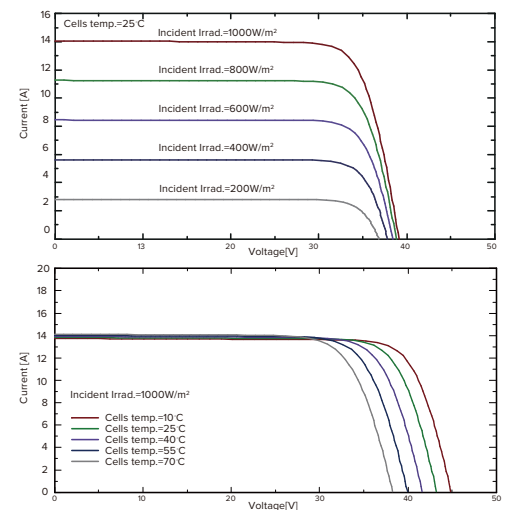 16
Cells temp.=25°C
Incident Irrad.=1000W/m²
14
12
Incident Irrad.=800W/m²
10
Incident Irrad.=600W/m²
8
Incident Irrad.=400W/m²
6
4
Incident Irrad.=200W/m²
2
0
Current [A]
0 13 20 30 40 50
Voltage[V]
20
18
16
14
12
10
8
6
4
2
0
Current [A]
Incident Irrad.=1000W/m²
Cells temp.=10°C
Cells temp.=25°C
Cells temp.=40°C
Cells temp.=55°C
Cells temp.=70°C
0 10 20 30 40 50
Voltage[V]